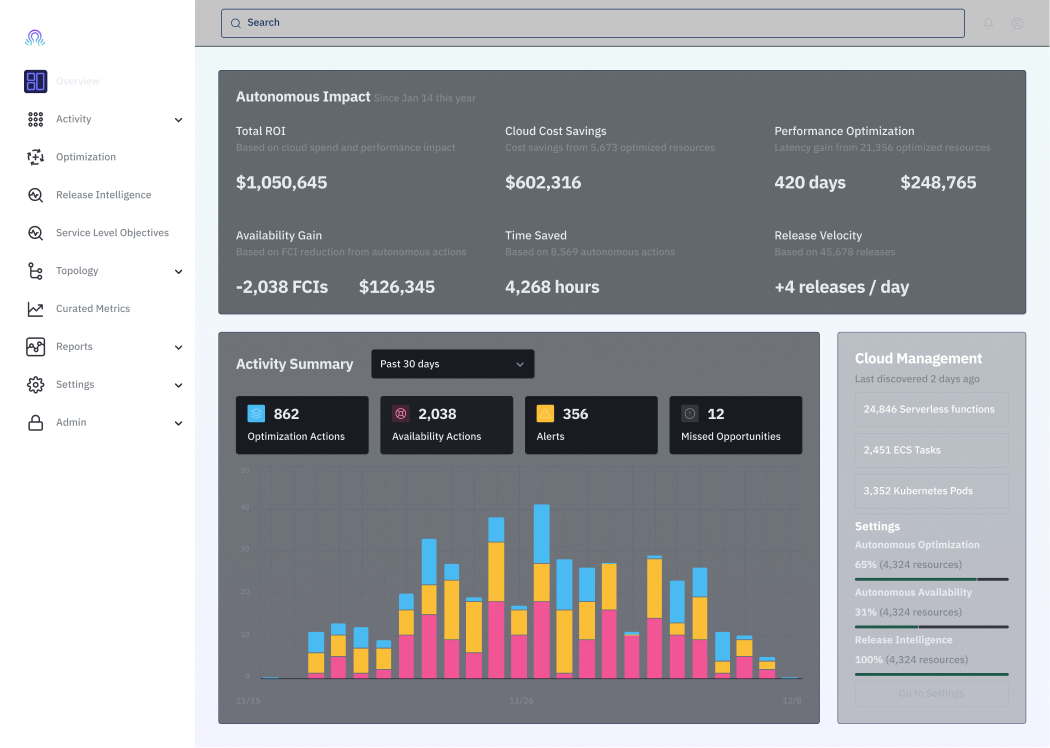 Search
Overview
Activity
Optimization
Release Intelligence
Service Level Objectives
Topology
Curated Metrics
Reports
Settings
Admin
Autonomous Impact Since Jan 14 this year
Total ROI
Based on cloud spend and performance impact
$1,050,645
Cloud Cost Savings
Cost savings from 5,673 optimized resources
$602,316
Performance Optimization
Latency gain from 21,356 optimized resources
420 days $248,765
Availability Gain
Based on FCI reduction from autonomous actions
-2,038 FCIs $126,345
Time Saved
Based on 8,569 autonomous actions
4,268 hours
Release Velocity
Based on 45,678 releases
+4 releases / day
Activity Summary Past 30 days
862
Optimization Actions
2,038
Availability Actions
356
Alerts
12
Missed Opportunities
50
40
30
20
10
0
11/15 11/26 12/8
Cloud Management
Last discovered 2 days ago
24,846 Serverless functions
2,451 ECS Tasks
3,352 Kubernetes Pods
Settings
Autonomous Optimization
65% (4,324 resources)
Autonomous Availability
31% (4,324 resources)
Release Intelligence
100% (4,324 resources)
Go to Settings